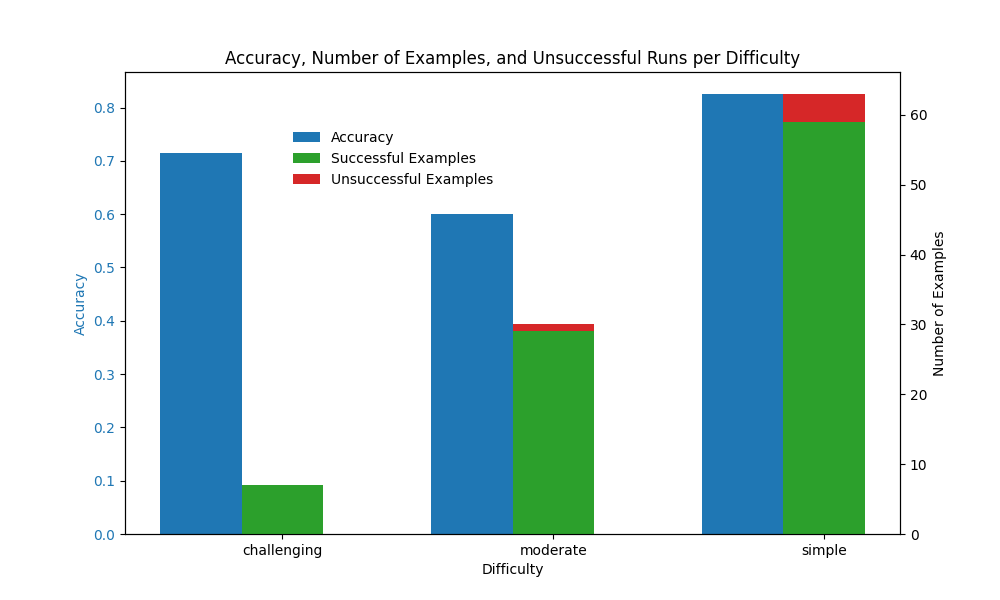 Accuracy, Number of Examples, and Unsuccessful Runs per Difficulty
Accuracy
Successful Examples
Unsuccessful Examples
0.8
0.7
0.6
0.5
0.4
0.3
0.2
0.1
0.0
Accuracy
60
50
40
30
20
10
0
Number of Examples
challenging moderate simple
Difficulty